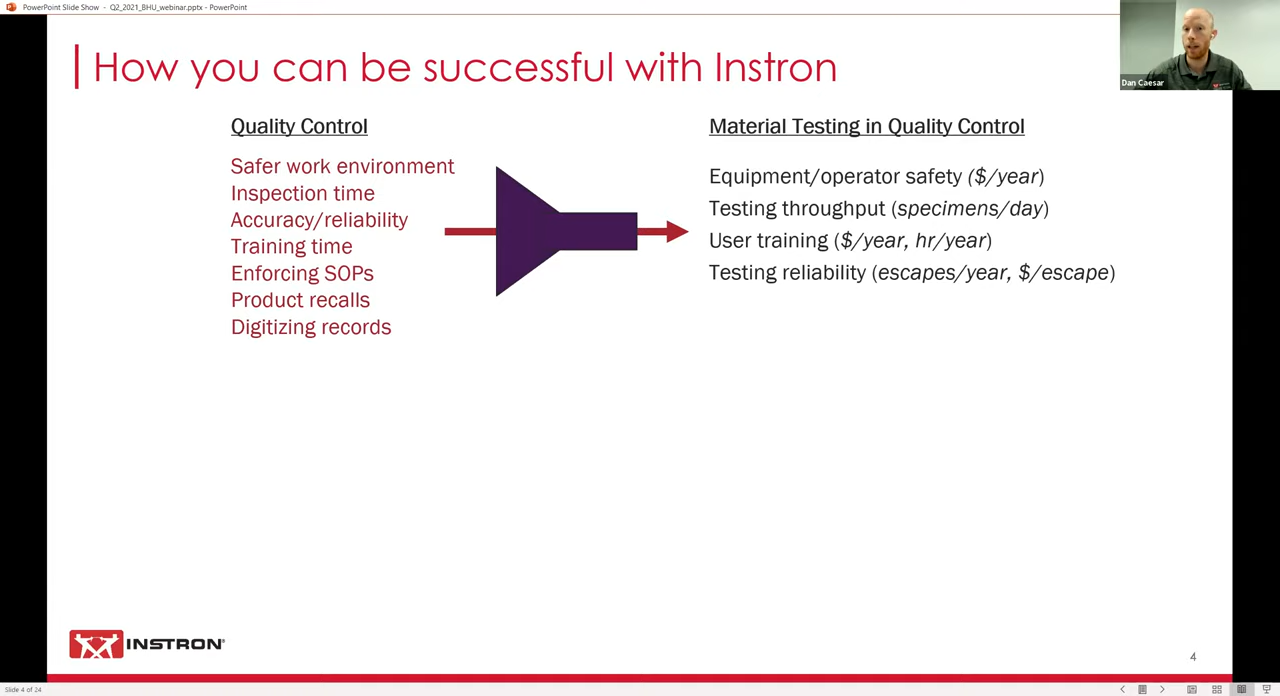 PowerPoint Slide Show - Q2_2021_BHU_webinar.pptx - PowerPoint
How you can be successful with Instron
Dan Caesar
Quality Control
Safer work environment
Inspection time
Accuracy/reliability
Training time
Enforcing SOPs
Product recalls
Digitizing records
Material Testing in Quality Control
Equipment/operator safety ($/year)
Testing throughput (specimens/day)
User training ($/year, hr/year)
Testing reliability (escapes/year, $/escape)
INSTRON®
4
Slide 4 of 24